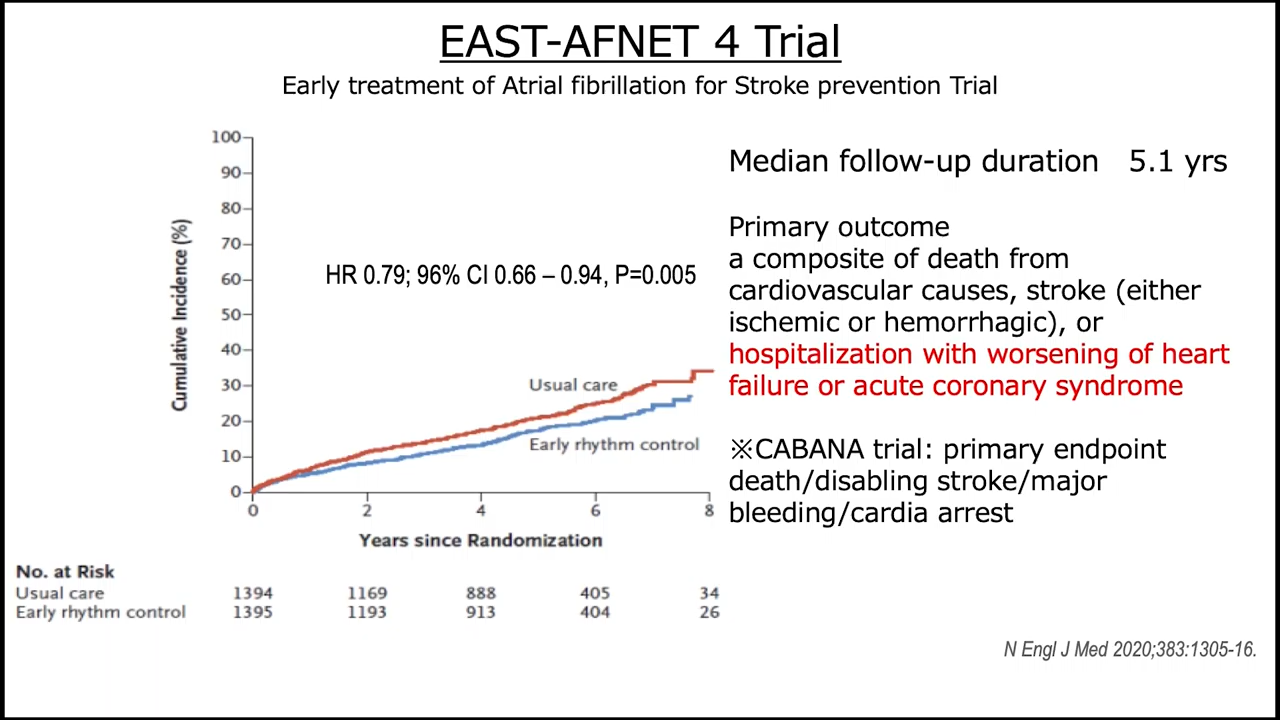 EAST-AFNET 4 Trial
Early treatment of Atrial fibrillation for Stroke prevention Trial
100
90
80
70
60
50
40
30
20
10
0
Cumulative Incidence (%)
HR 0.79; 96% CI 0.66 – 0.94, P=0.005
Usual care
Early rhythm control
0 2 4 6 8
Years since Randomization
No. at Risk
Usual care 1394 1169 888 405 34
Early rhythm control 1395 1193 913 404 26
Median follow-up duration 5.1 yrs
Primary outcome
a composite of death from
cardiovascular causes, stroke (either
ischemic or hemorrhagic), or
hospitalization with worsening of heart
failure or acute coronary syndrome
※CABANA trial: primary endpoint
death/disabling stroke/major
bleeding/cardia arrest
N Engl J Med 2020;383:1305-16.